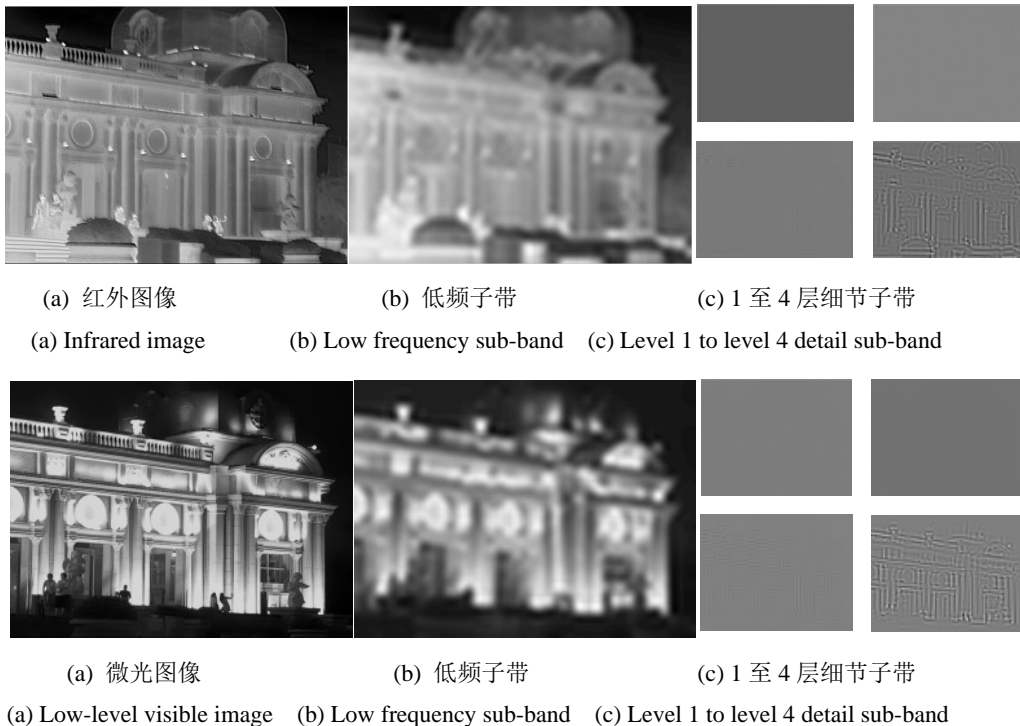 (a) 红外图像 (b) 低频子带 (c) 1 至 4 层细节子带
(a) Infrared image (b) Low frequency sub-band (c) Level 1 to level 4 detail sub-band
(a) 微光图像 (b) 低频子带 (c) 1 至 4 层细节子带
(a) Low-level visible image (b) Low frequency sub-band (c) Level 1 to level 4 detail sub-band